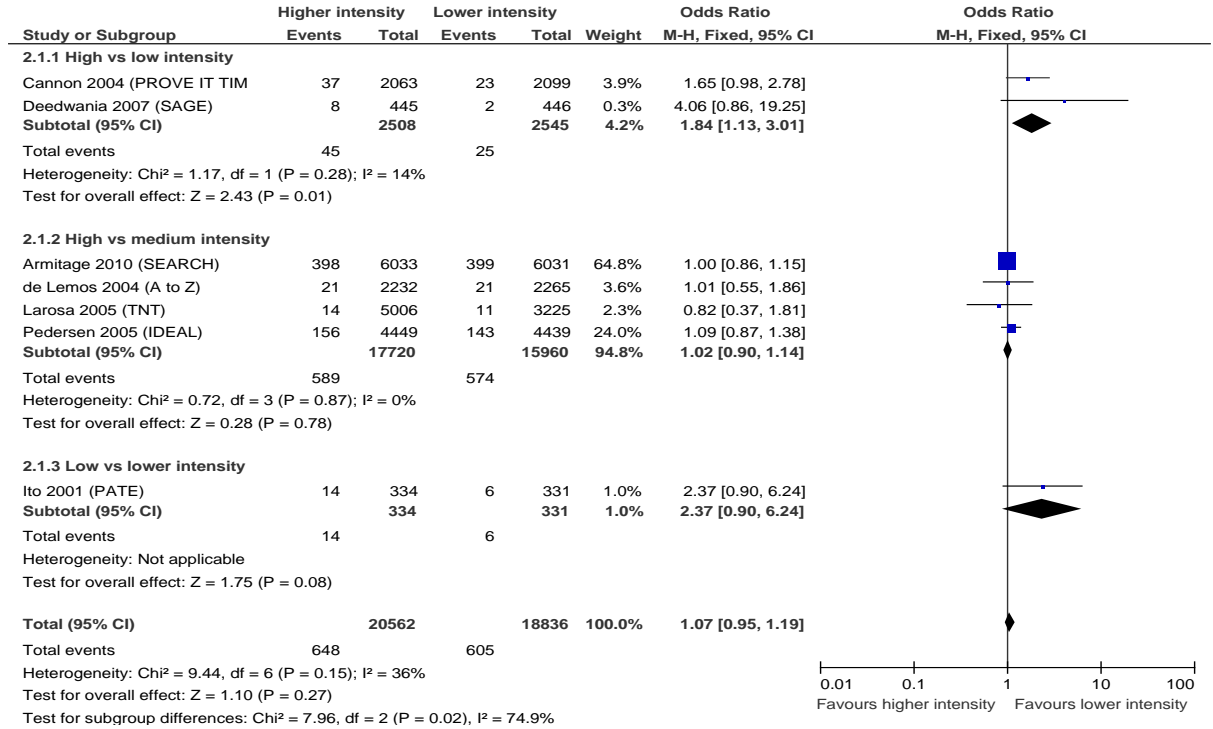 Higher intensity Lower intensity Odds Ratio Odds Ratio
Study or Subgroup Events Total Events Total Weight M-H, Fixed, 95% CI M-H, Fixed, 95% CI
2.1.1 High vs low intensity
Cannon 2004 (PROVE IT TIM 37 2063 23 2099 3.9% 1.65 [0.98, 2.78]
Deedwania 2007 (SAGE) 8 445 2 446 0.3% 4.06 [0.86, 19.25]
Subtotal (95% CI) 2508 2545 4.2% 1.84 [1.13, 3.01]
Total events 45 25
Heterogeneity: Chi² = 1.17, df = 1 (P = 0.28); I² = 14%
Test for overall effect: Z = 2.43 (P = 0.01)
2.1.2 High vs medium intensity
Armitage 2010 (SEARCH) 398 6033 399 6031 64.8% 1.00 [0.86, 1.15]
de Lemos 2004 (A to Z) 21 2232 21 2265 3.6% 1.01 [0.55, 1.86]
Larosa 2005 (TNT) 14 5006 11 3225 2.3% 0.82 [0.37, 1.81]
Pedersen 2005 (IDEAL) 156 4449 143 4439 24.0% 1.09 [0.87, 1.38]
Subtotal (95% CI) 17720 15960 94.8% 1.02 [0.90, 1.14]
Total events 589 574
Heterogeneity: Chi² = 0.72, df = 3 (P = 0.87); I² = 0%
Test for overall effect: Z = 0.28 (P = 0.78)
2.1.3 Low vs lower intensity
Ito 2001 (PATE) 14 334 6 331 1.0% 2.37 [0.90, 6.24]
Subtotal (95% CI) 334 331 1.0% 2.37 [0.90, 6.24]
Total events 14 6
Heterogeneity: Not applicable
Test for overall effect: Z = 1.75 (P = 0.08)
Total (95% CI) 20562 18836 100.0% 1.07 [0.95, 1.19]
Total events 648 605
Heterogeneity: Chi² = 9.44, df = 6 (P = 0.15); I² = 36%
Test for overall effect: Z = 1.10 (P = 0.27)
Test for subgroup differences: Chi² = 7.96, df = 2 (P = 0.02), I² = 74.9%
0.01 0.1 1 10 100
Favours higher intensity Favours lower intensity